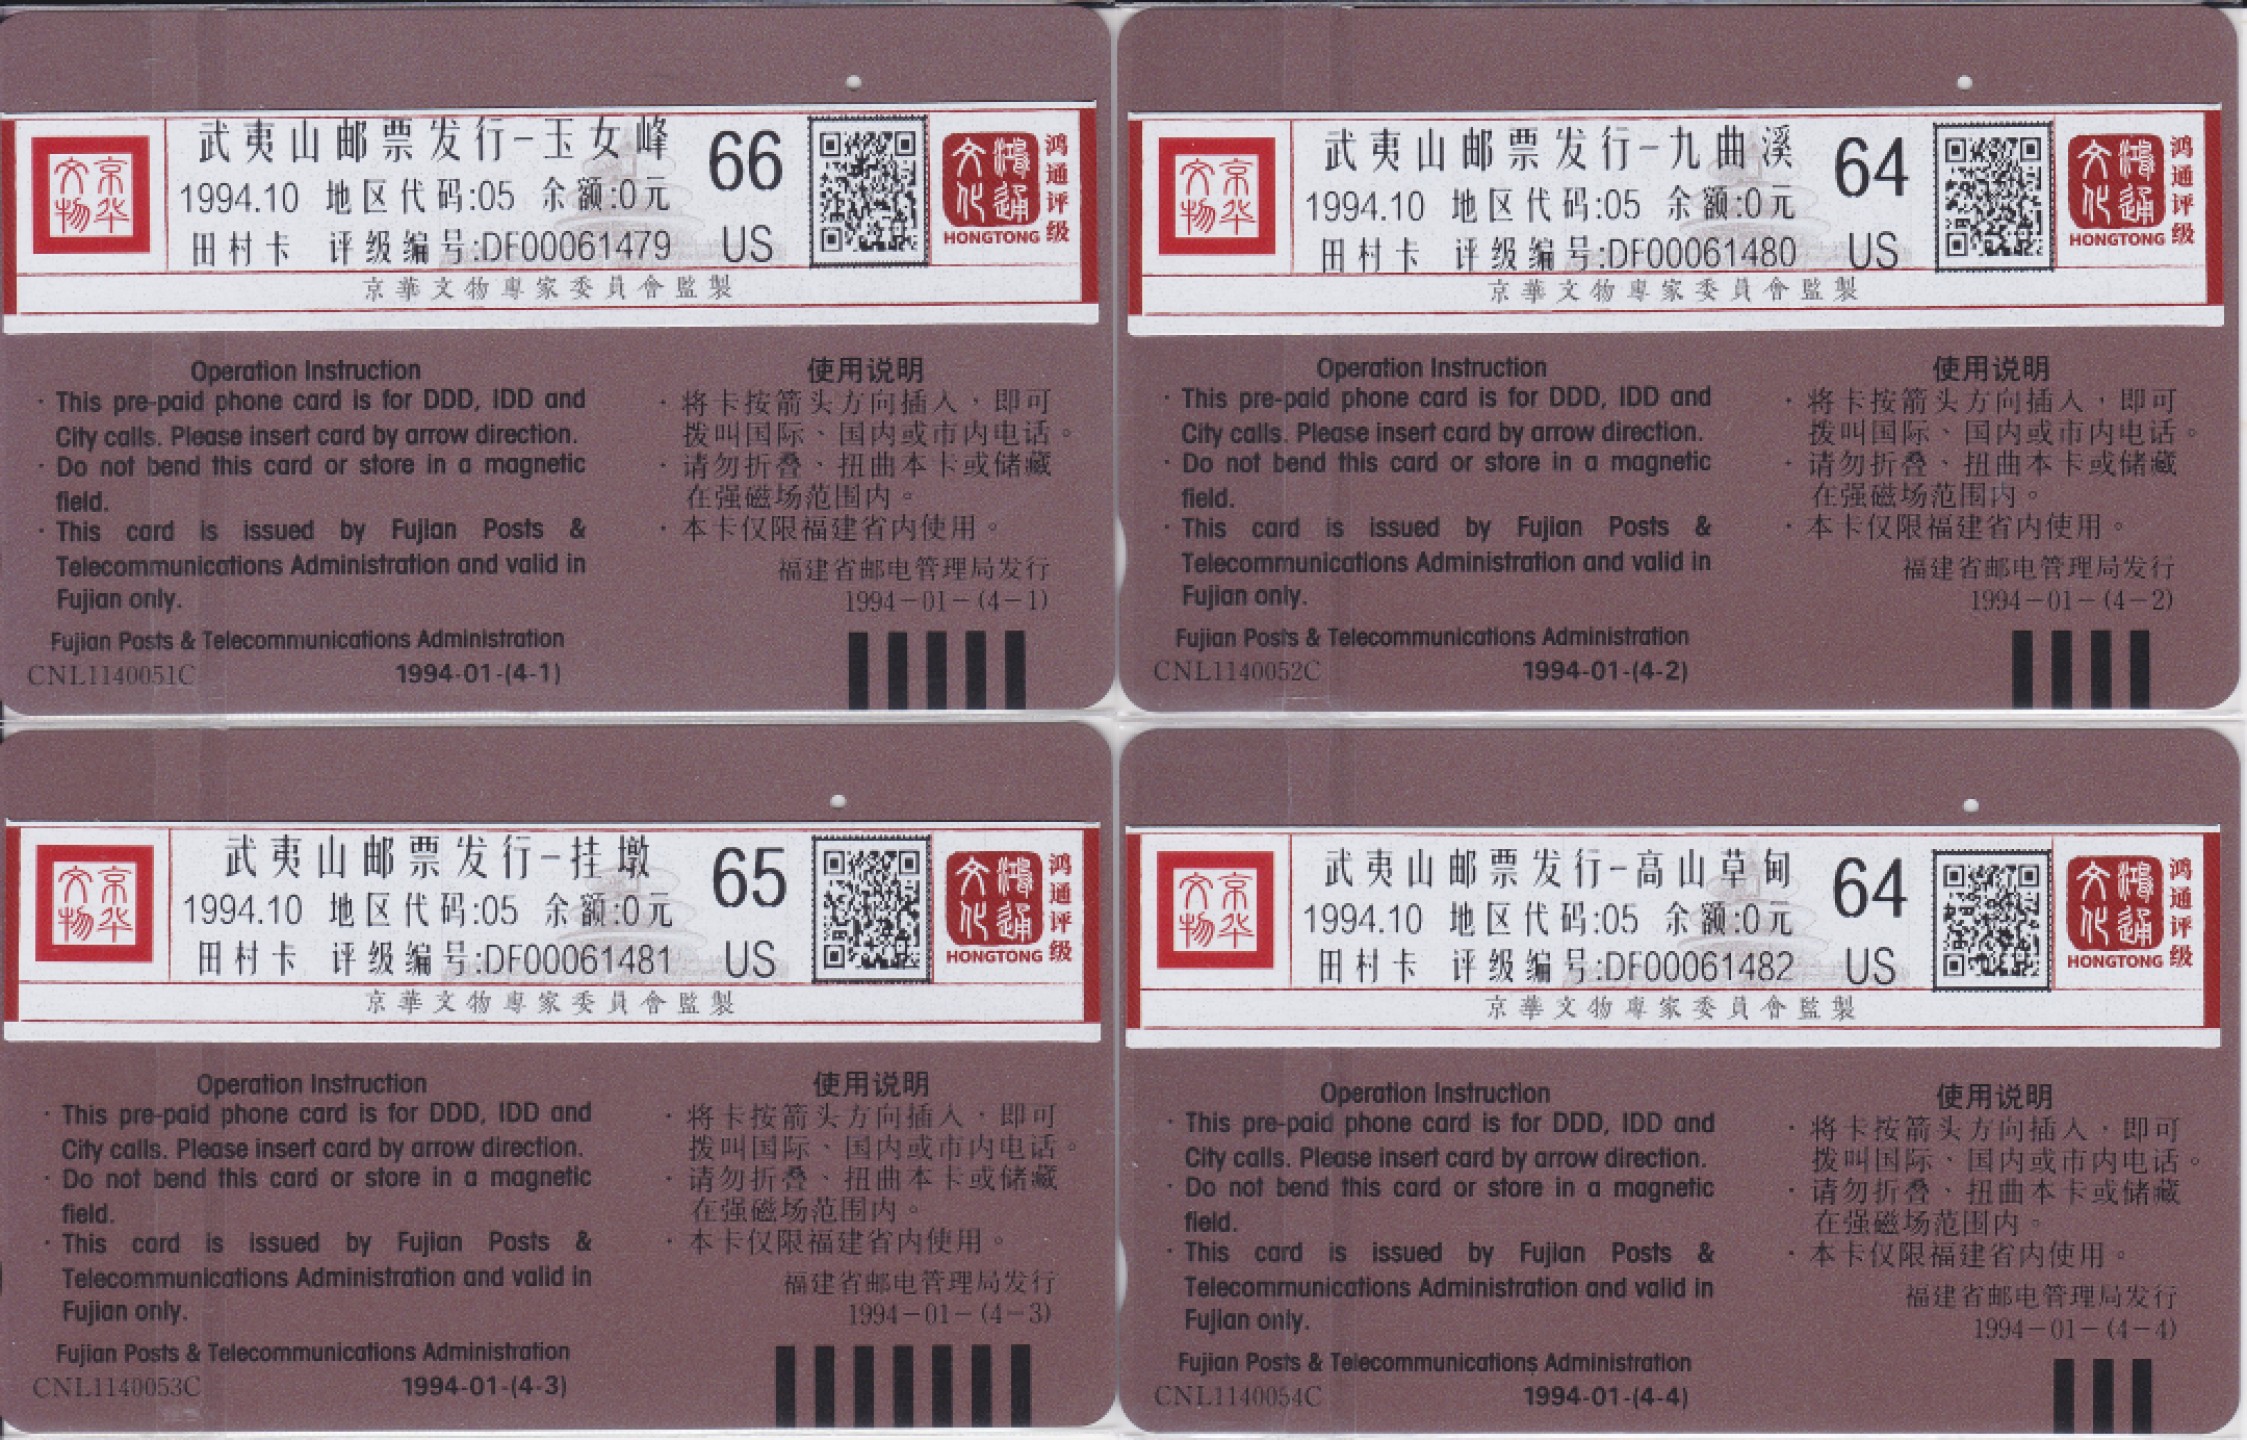 京华文物
武夷山邮票发行-玉女峰
1994.10 地区代码:05 余额:0元
田村卡 评级编号:DF00061479
66
US
鸿通文化
HONGTONG
鸿通评级
京華文物專家委員會監製
Operation Instruction
· This pre-paid phone card is for DDD, IDD and
City calls. Please insert card by arrow direction.
· Do not bend this card or store in a magnetic
field.
· This card is issued by Fujian Posts &
Telecommunications Administration and valid in
Fujian only.
Fujian Posts & Telecommunications Administration
CNL1140051C 1994-01-(4-1)
使用说明
· 将卡按箭头方向插入，即可
拨叫国际、国内或市内电话。
· 请勿折叠、扭曲本卡或储藏
在强磁场范围内。
· 本卡仅限福建省内使用。
福建省邮电管理局发行
1994-01-(4-1)
京华文物
武夷山邮票发行-九曲溪
1994.10 地区代码:05 余额:0元
田村卡 评级编号:DF00061480
64
US
鸿通文化
HONGTONG
鸿通评级
京華文物專家委員會監製
Operation Instruction
· This pre-paid phone card is for DDD, IDD and
City calls. Please insert card by arrow direction.
· Do not bend this card or store in a magnetic
field.
· This card is issued by Fujian Posts &
Telecommunications Administration and valid in
Fujian only.
Fujian Posts & Telecommunications Administration
CNL1140052C 1994-01-(4-2)
使用说明
· 将卡按箭头方向插入，即可
拨叫国际、国内或市内电话。
· 请勿折叠、扭曲本卡或储藏
在强磁场范围内。
· 本卡仅限福建省内使用。
福建省邮电管理局发行
1994-01-(4-2)
京华文物
武夷山邮票发行-挂墩
1994.10 地区代码:05 余额:0元
田村卡 评级编号:DF00061481
65
US
鸿通文化
HONGTONG
鸿通评级
京華文物專家委員會監製
Operation Instruction
· This pre-paid phone card is for DDD, IDD and
City calls. Please insert card by arrow direction.
· Do not bend this card or store in a magnetic
field.
· This card is issued by Fujian Posts &
Telecommunications Administration and valid in
Fujian only.
Fujian Posts & Telecommunications Administration
CNL1140053C 1994-01-(4-3)
使用说明
· 将卡按箭头方向插入，即可
拨叫国际、国内或市内电话。
· 请勿折叠、扭曲本卡或储藏
在强磁场范围内。
· 本卡仅限福建省内使用。
福建省邮电管理局发行
1994-01-(4-3)
京华文物
武夷山邮票发行-高山草甸
1994.10 地区代码:05 余额:0元
田村卡 评级编号:DF00061482
64
US
鸿通文化
HONGTONG
鸿通评级
京華文物專家委員會監製
Operation Instruction
· This pre-paid phone card is for DDD, IDD and
City calls. Please insert card by arrow direction.
· Do not bend this card or store in a magnetic
field.
· This card is issued by Fujian Posts &
Telecommunications Administration and valid in
Fujian only.
Fujian Posts & Telecommunications Administration
CNL1140054C 1994-01-(4-4)
使用说明
· 将卡按箭头方向插入，即可
拨叫国际、国内或市内电话。
· 请勿折叠、扭曲本卡或储藏
在强磁场范围内。
· 本卡仅限福建省内使用。
福建省邮电管理局发行
1994-01-(4-4)